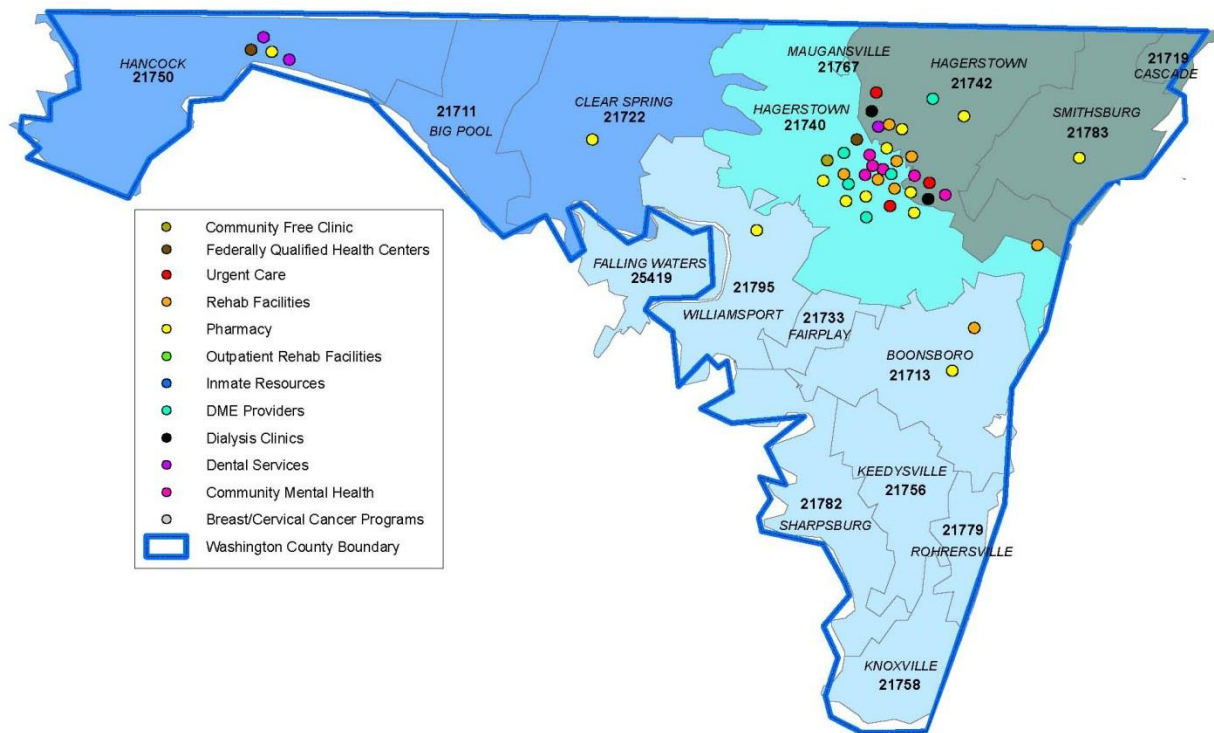 HANCOCK
21750
21711
BIG POOL
CLEAR SPRING
21722
MAUGANSVILLE
21767
HAGERSTOWN
21740
HAGERSTOWN
21742
21719
CASCADE
SMITHSBURG
21783
FALLING WATERS
25419
21795
WILLIAMSPORT
21733
FAIRPLAY
BOONSBORO
21713
KEEDYSVILLE
21756
21782
SHARPSBURG
21779
ROHRERSVILLE
KNOXVILLE
21758
Community Free Clinic
Federally Qualified Health Centers
Urgent Care
Rehab Facilities
Pharmacy
Outpatient Rehab Facilities
Inmate Resources
DME Providers
Dialysis Clinics
Dental Services
Community Mental Health
Breast/Cervical Cancer Programs
Washington County Boundary